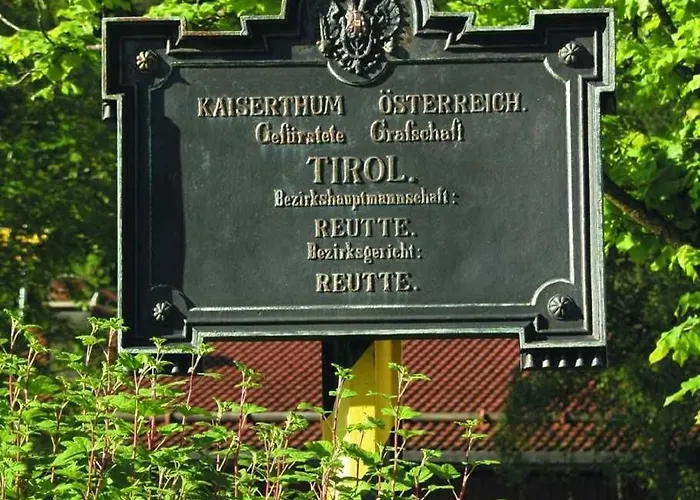 KAISERTHUM ÖSTERREICH.
Gefürstete Grafschaft
TIROL.
Bezirkshauptmannschaft:
REUTTE.
Bezirksgericht:
REUTTE.